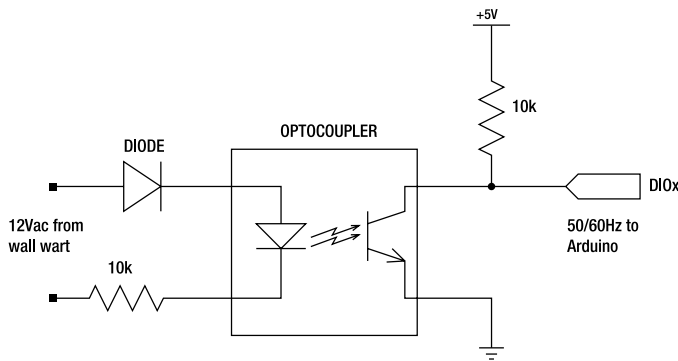 +5V
10k
OPTOCOUPLER
DIODE
DIOx
12Vac from
wall wart
50/60Hz to
Arduino
10k